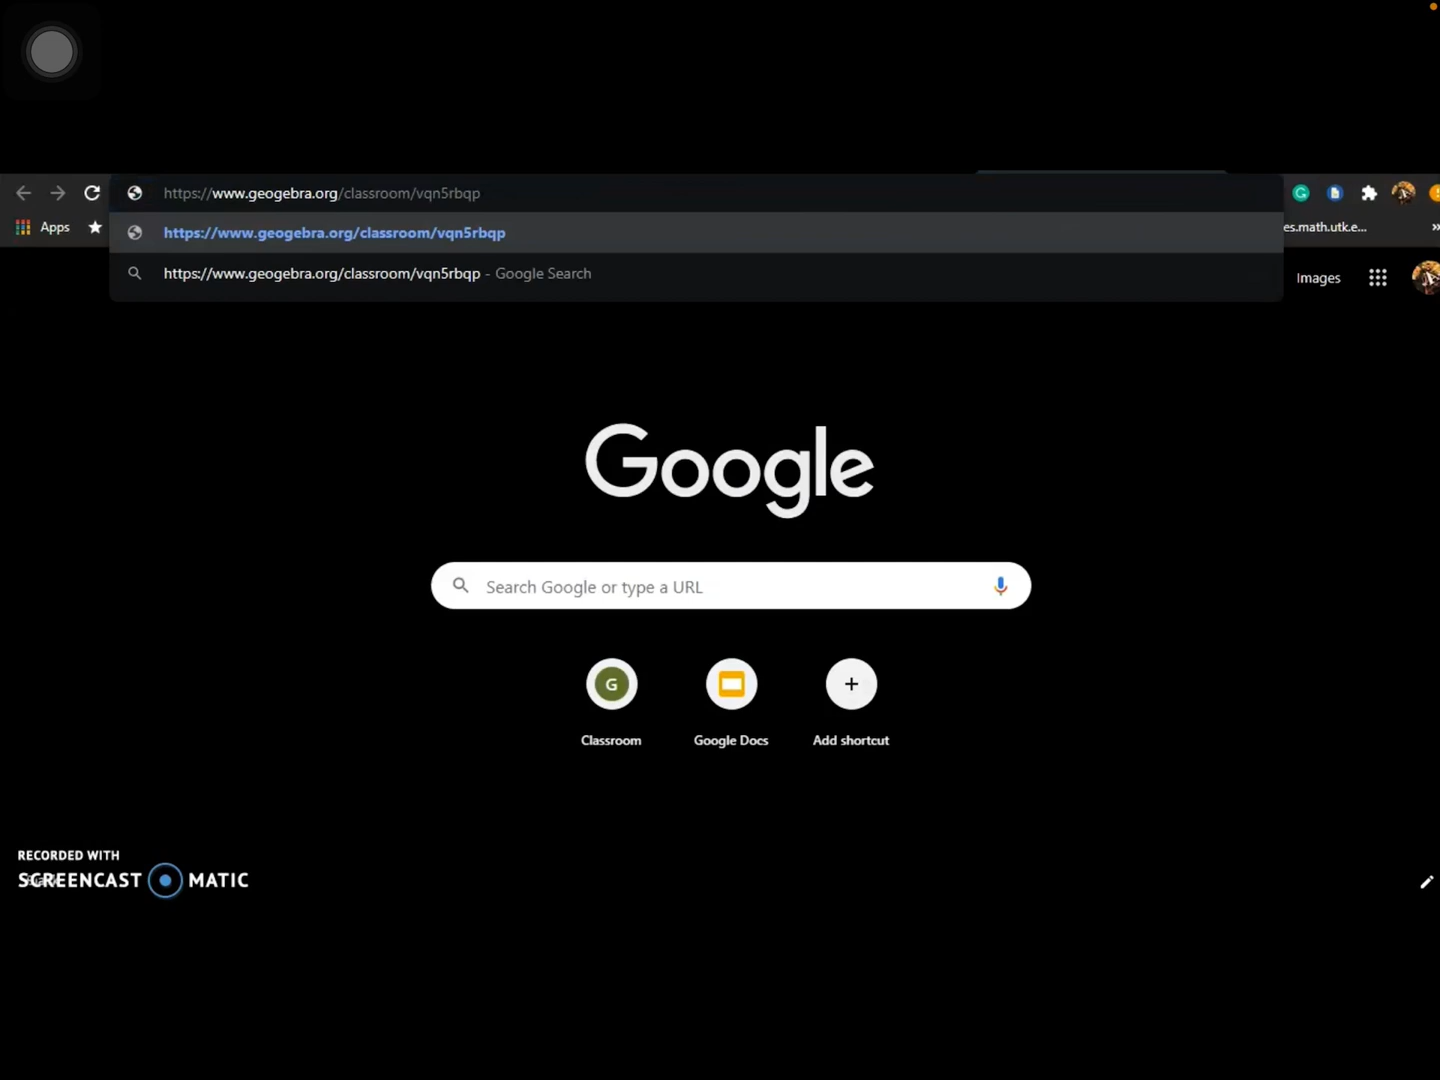 https://www.geogebra.org/classroom/vqn5rbqp
Apps
https://www.geogebra.org/classroom/vqn5rbqp
es.math.utk.e...
»
https://www.geogebra.org/classroom/vqn5rbqp - Google Search
Images
Google
Search Google or type a URL
G
Classroom
Google Docs
Add shortcut
RECORDED WITH
SCREENCAST MATIC